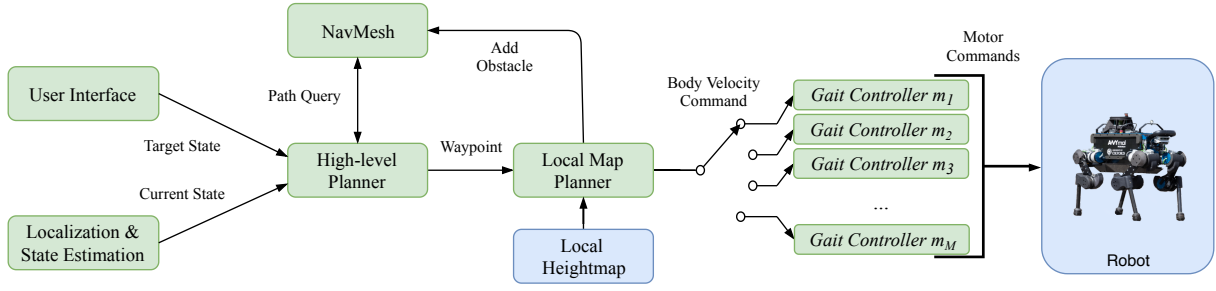 NavMesh
Add
Obstacle
Motor
Commands
User Interface
Path Query
Body Velocity
Command
Gait Controller m1
Gait Controller m2
Gait Controller m3
...
Gait Controller mM
Target State
High-level
Planner
Waypoint
Local Map
Planner
Current State
Localization &
State Estimation
Local
Heightmap
ANYmal
Robot